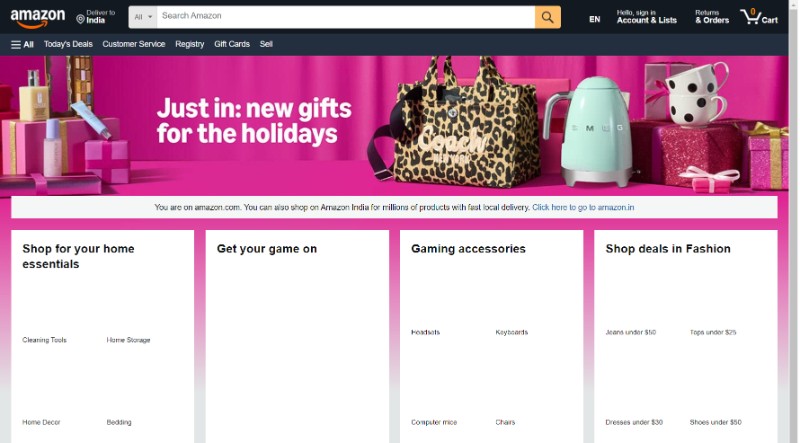 amazon
Deliver to
India
All
Search Amazon
EN
Hello, sign in
Account & Lists
Returns
& Orders
0
Cart
All
Today's Deals
Customer Service
Registry
Gift Cards
Sell
Just in: new gifts
for the holidays
Coach
NEW YORK
SMEG
You are on amazon.com. You can also shop on Amazon India for millions of products with fast local delivery. Click here to go to amazon.in
Shop for your home
essentials
Get your game on
Gaming accessories
Shop deals in Fashion
Headsets
Keyboards
Jeans under $50
Tops under $25
Cleaning Tools
Home Storage
Home Decor
Bedding
Computer mice
Chairs
Dresses under $30
Shoes under $50